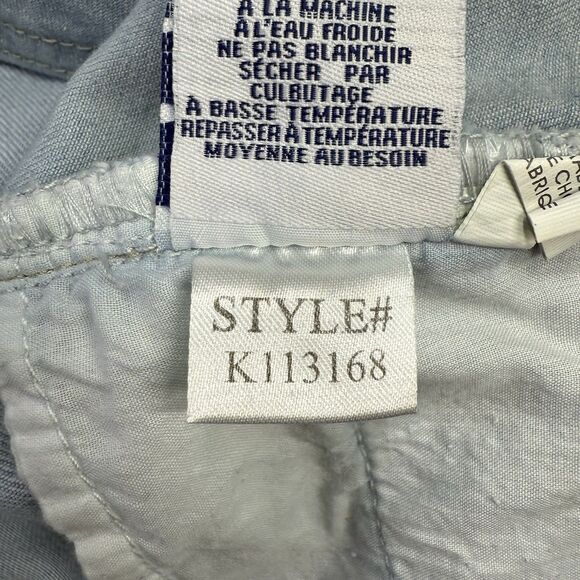 À LA MACHINE
À L'EAU FROIDE
NE PAS BLANCHIR
SÉCHER PAR
CULBUTAGE
À BASSE TEMPÉRATURE
REPASSER À TEMPÉRATURE
MOYENNE AU BESOIN
STYLE#
K113168